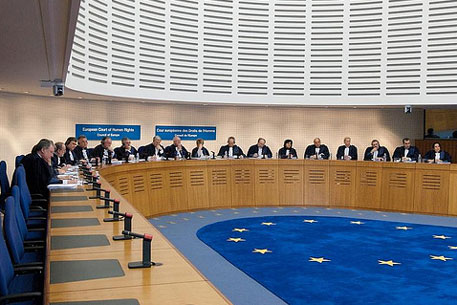 European Court of Human Rights
Council of Europe
Cour européenne des Droits de l'Homme
Conseil de l'Europe